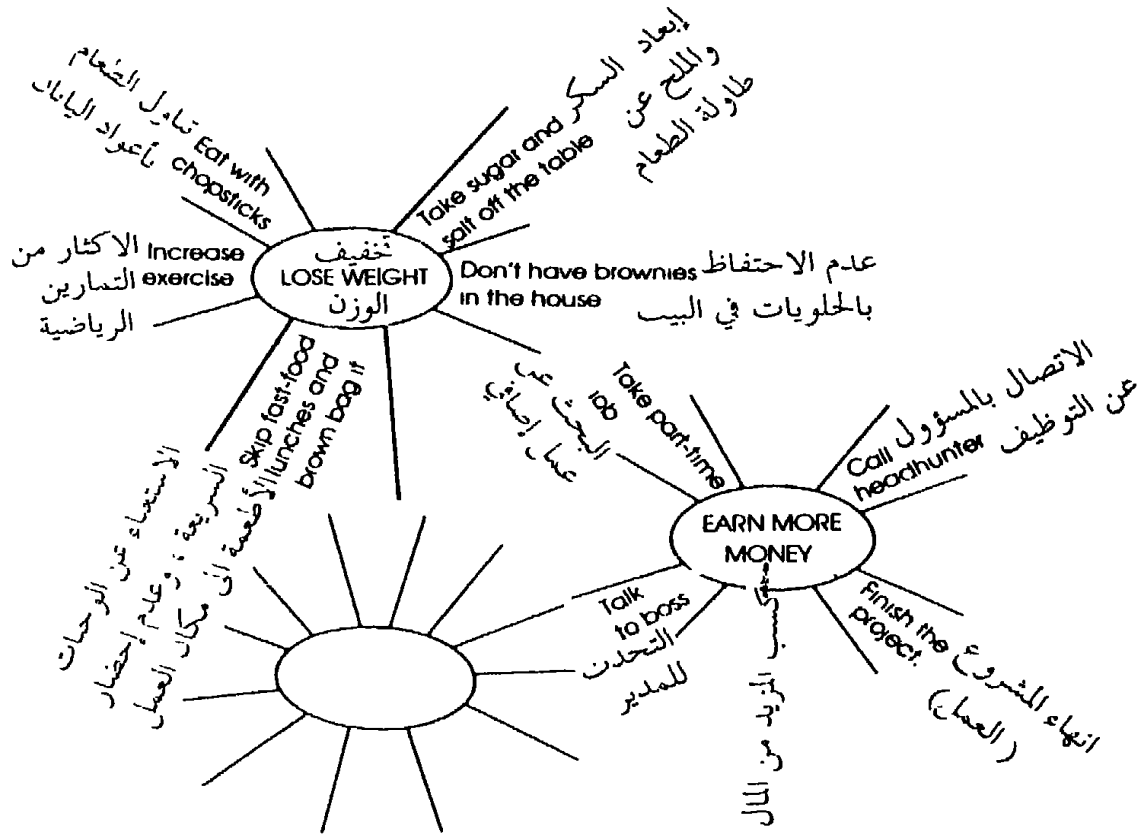 تناول الطعام
بأعواد اليابان
Eat with
chopsticks
إبعاد السكر
والملح عن
طاولة الطعام
Take sugar and
salt off the table
الاكثار من
التمارين
الرياضية
Increase
exercise
تخفيف
LOSE WEIGHT
الوزن
Don't have brownies
in the house
عدم الاحتفاظ
بالحلويات في البيت
Skip fast-food
lunches and
brown bag it
الاستغناء عن الوجبات
السريعة، وعدم إحضار
الأطعمة الى مكان العمل
Take part-time
job
البحث عن
عمل إضافي
Call
headhunter
الاتصال بالمسؤول
عن التوظيف
EARN MORE
MONEY
كسب المزيد من المال
Talk
to boss
التحدث
للمدير
Finish the
project.
انهاء المشروع
(العمل)